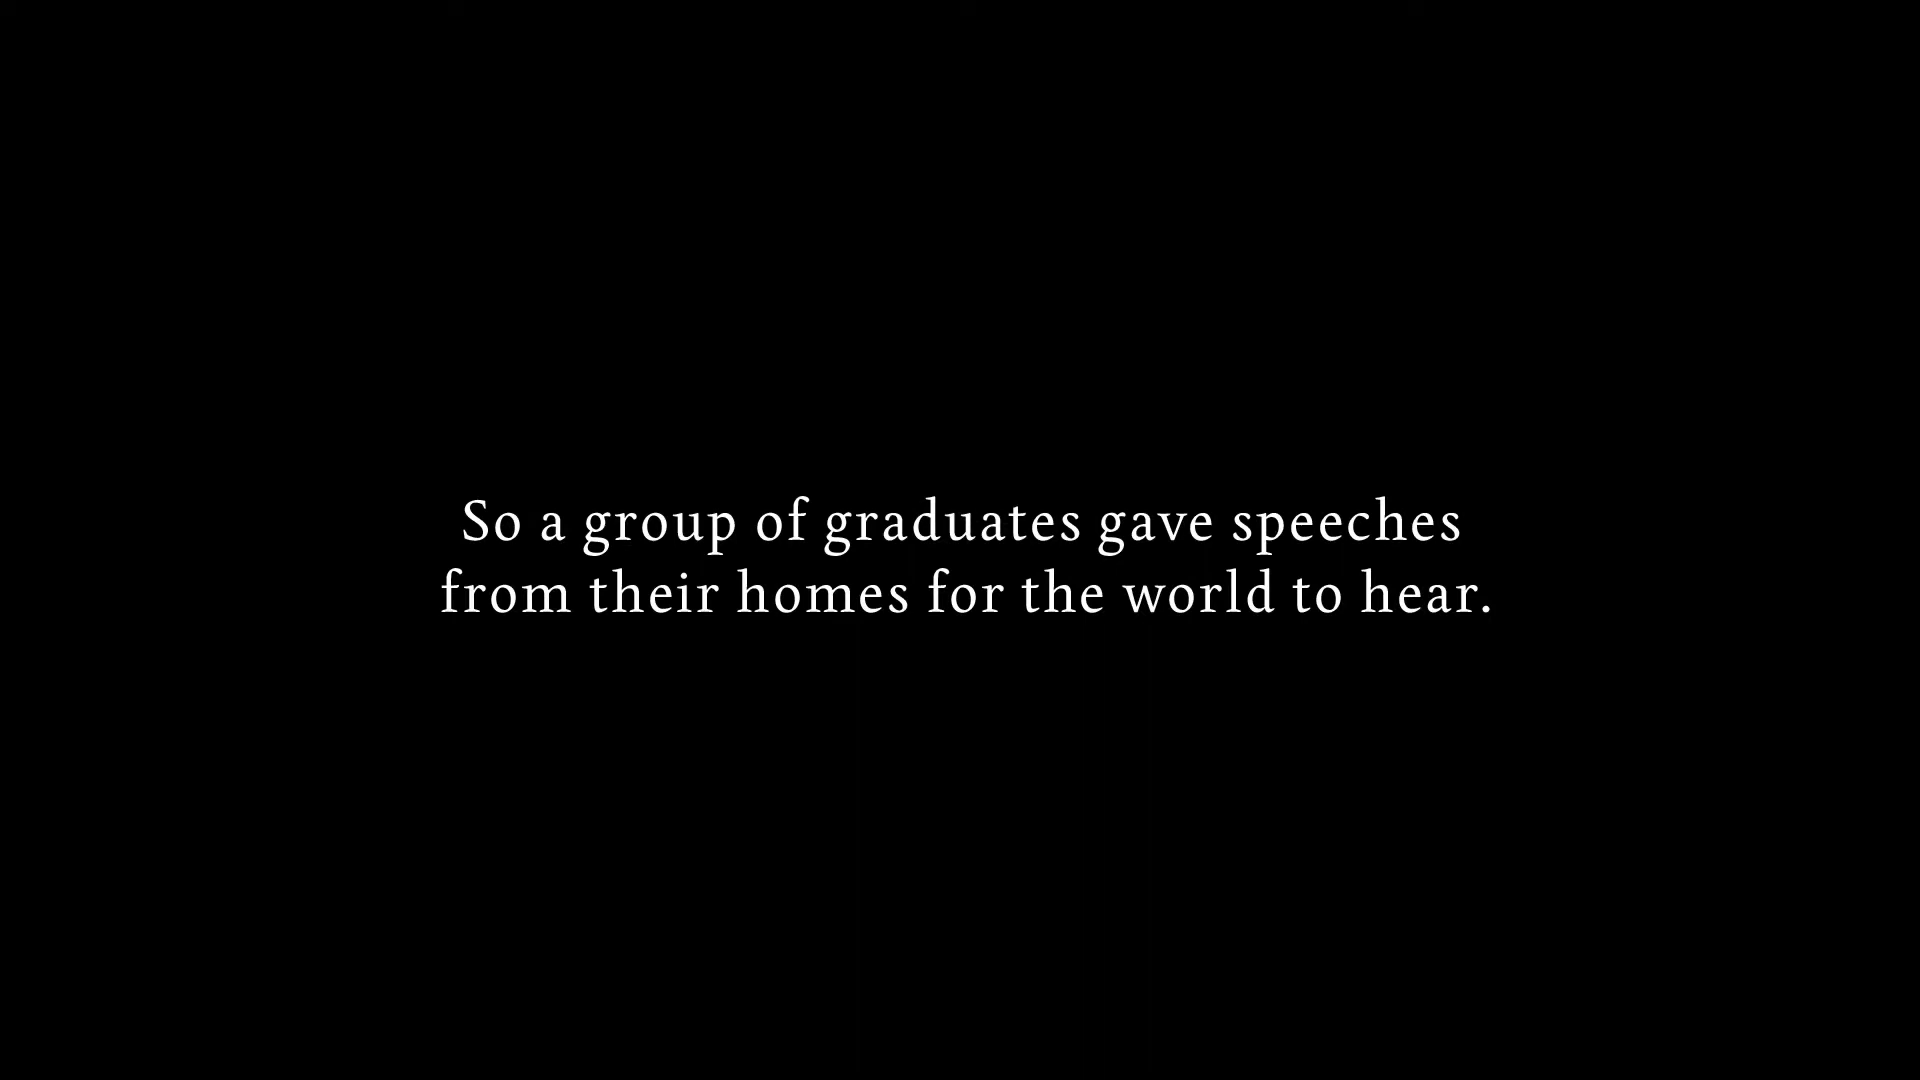 So a group of graduates gave speeches
from their homes for the world to hear.